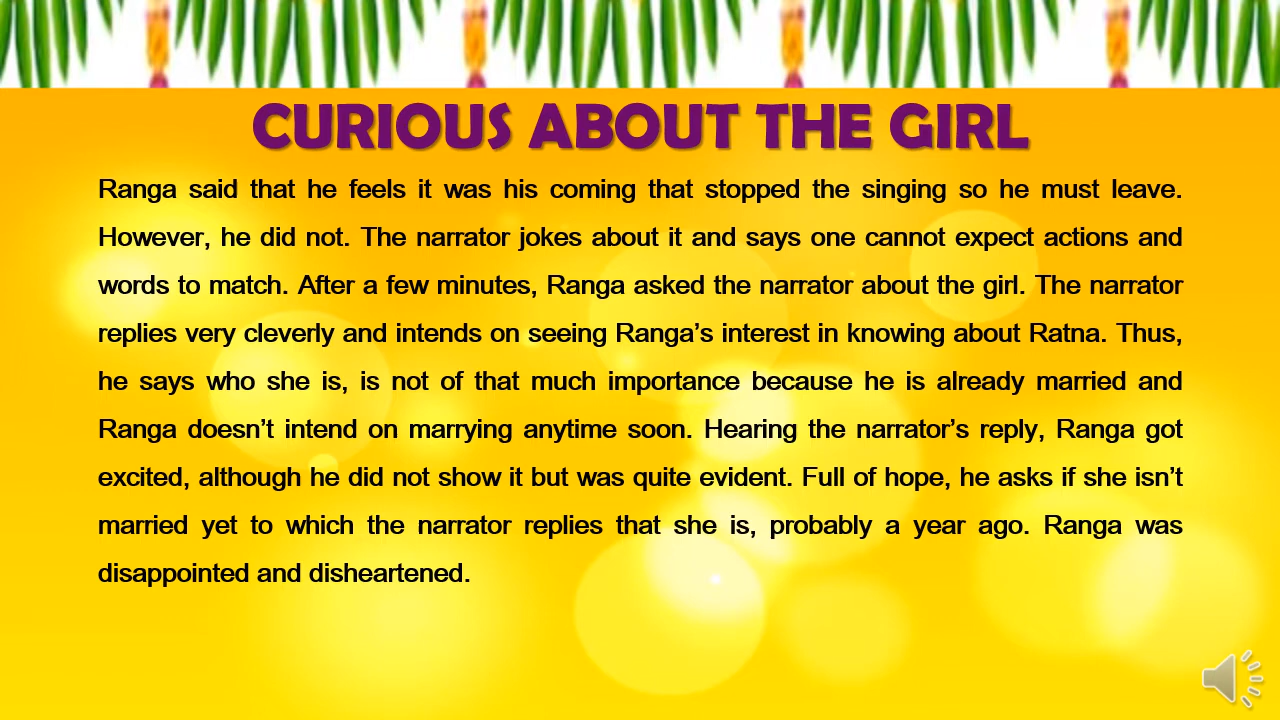 CURIOUS ABOUT THE GIRL
Ranga said that he feels it was his coming that stopped the singing so he must leave.
However, he did not. The narrator jokes about it and says one cannot expect actions and
words to match. After a few minutes, Ranga asked the narrator about the girl. The narrator
replies very cleverly and intends on seeing Ranga’s interest in knowing about Ratna. Thus,
he says who she is, is not of that much importance because he is already married and
Ranga doesn’t intend on marrying anytime soon. Hearing the narrator’s reply, Ranga got
excited, although he did not show it but was quite evident. Full of hope, he asks if she isn’t
married yet to which the narrator replies that she is, probably a year ago. Ranga was
disappointed and disheartened.